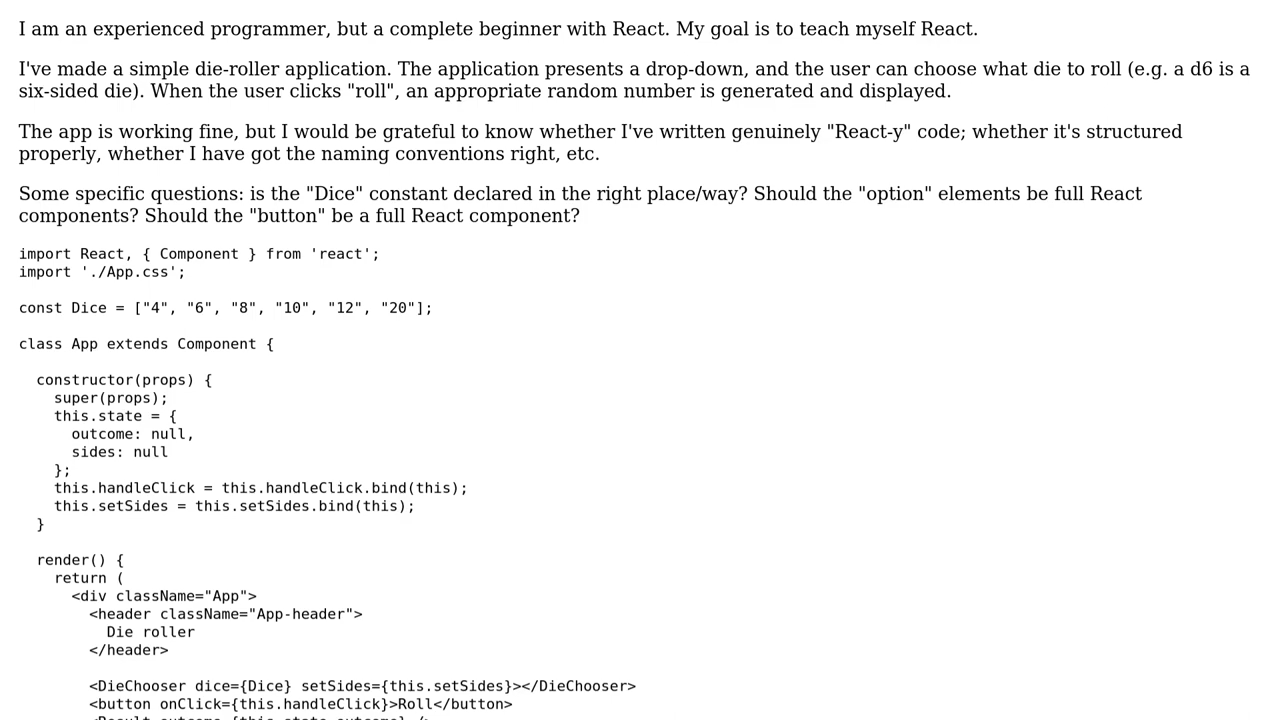 I am an experienced programmer, but a complete beginner with React. My goal is to teach myself React.
I've made a simple die-roller application. The application presents a drop-down, and the user can choose what die to roll (e.g. a d6 is a
six-sided die). When the user clicks "roll", an appropriate random number is generated and displayed.
The app is working fine, but I would be grateful to know whether I've written genuinely "React-y" code; whether it's structured
properly, whether I have got the naming conventions right, etc.
Some specific questions: is the "Dice" constant declared in the right place/way? Should the "option" elements be full React
components? Should the "button" be a full React component?
import React, { Component } from 'react';
import './App.css';
const Dice = ["4", "6", "8", "10", "12", "20"];
class App extends Component {
  constructor(props) {
    super(props);
    this.state = {
      outcome: null,
      sides: null
    };
    this.handleClick = this.handleClick.bind(this);
    this.setSides = this.setSides.bind(this);
  }
  render() {
    return (
      <div className="App">
        <header className="App-header">
          Die roller
        </header>
        <DieChooser dice={Dice} setSides={this.setSides}></DieChooser>
        <button onClick={this.handleClick}>Roll</button>
        <Result outcome={this.state.outcome} />